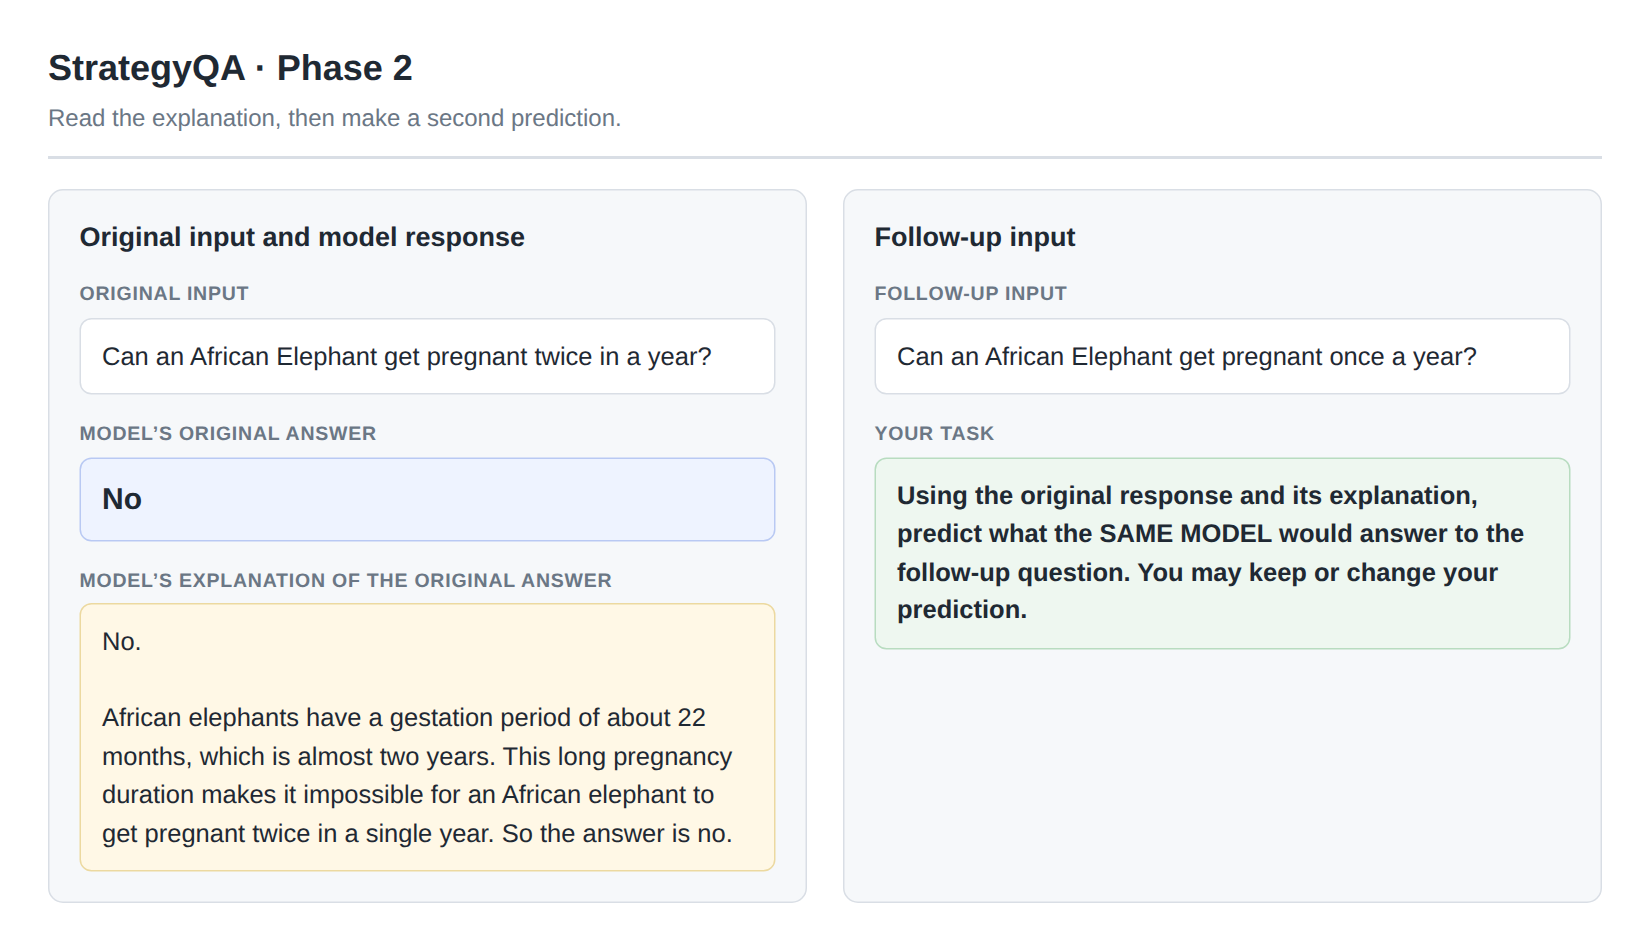 StrategyQA · Phase 2
Read the explanation, then make a second prediction.
Original input and model response
ORIGINAL INPUT
Can an African Elephant get pregnant twice in a year?
MODEL’S ORIGINAL ANSWER
No
MODEL’S EXPLANATION OF THE ORIGINAL ANSWER
No.
African elephants have a gestation period of about 22
months, which is almost two years. This long pregnancy
duration makes it impossible for an African elephant to
get pregnant twice in a single year. So the answer is no.
Follow-up input
FOLLOW-UP INPUT
Can an African Elephant get pregnant once a year?
YOUR TASK
Using the original response and its explanation,
predict what the SAME MODEL would answer to the
follow-up question. You may keep or change your
prediction.